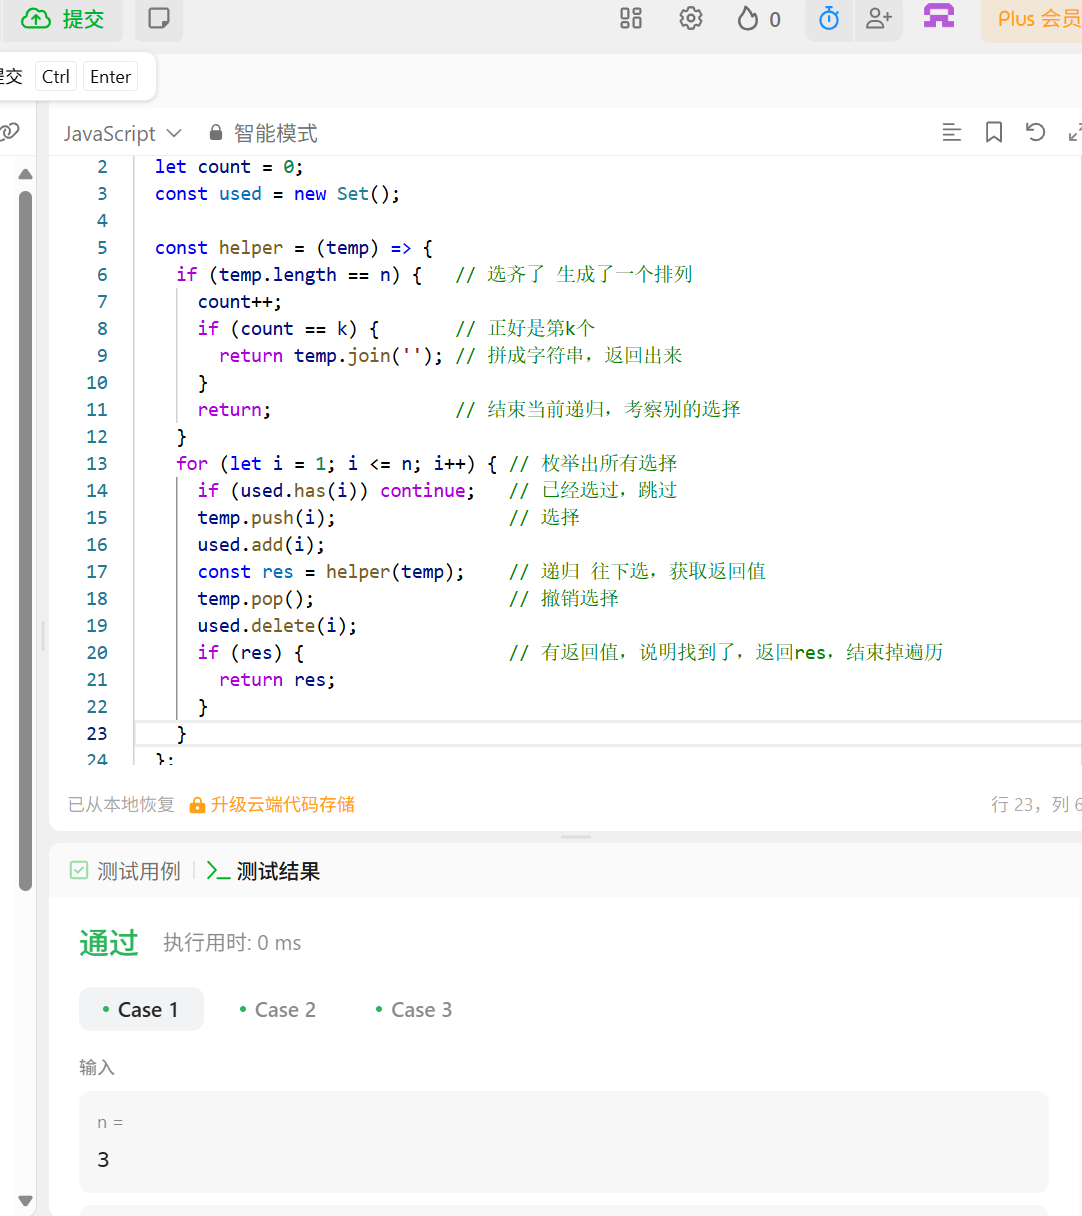 提交
0
Plus 会员
提交 Ctrl Enter
JavaScript 智能模式
2 let count = 0;
3 const used = new Set();
4
5 const helper = (temp) => {
6 if (temp.length == n) { // 选齐了 生成了一个排列
7 count++;
8 if (count == k) { // 正好是第k个
9 return temp.join(''); // 拼成字符串，返回出来
10 }
11 return; // 结束当前递归，考察别的选择
12 }
13 for (let i = 1; i <= n; i++) { // 枚举出所有选择
14 if (used.has(i)) continue; // 已经选过，跳过
15 temp.push(i); // 选择
16 used.add(i);
17 const res = helper(temp); // 递归 往下选，获取返回值
18 temp.pop(); // 撤销选择
19 used.delete(i);
20 if (res) { // 有返回值，说明找到了，返回res，结束掉遍历
21 return res;
22 }
23 }
24 };
已从本地恢复 升级云端代码存储 行 23，列 6
测试用例 >_ 测试结果
通过 执行用时: 0 ms
• Case 1 • Case 2 • Case 3
输入
n =
3